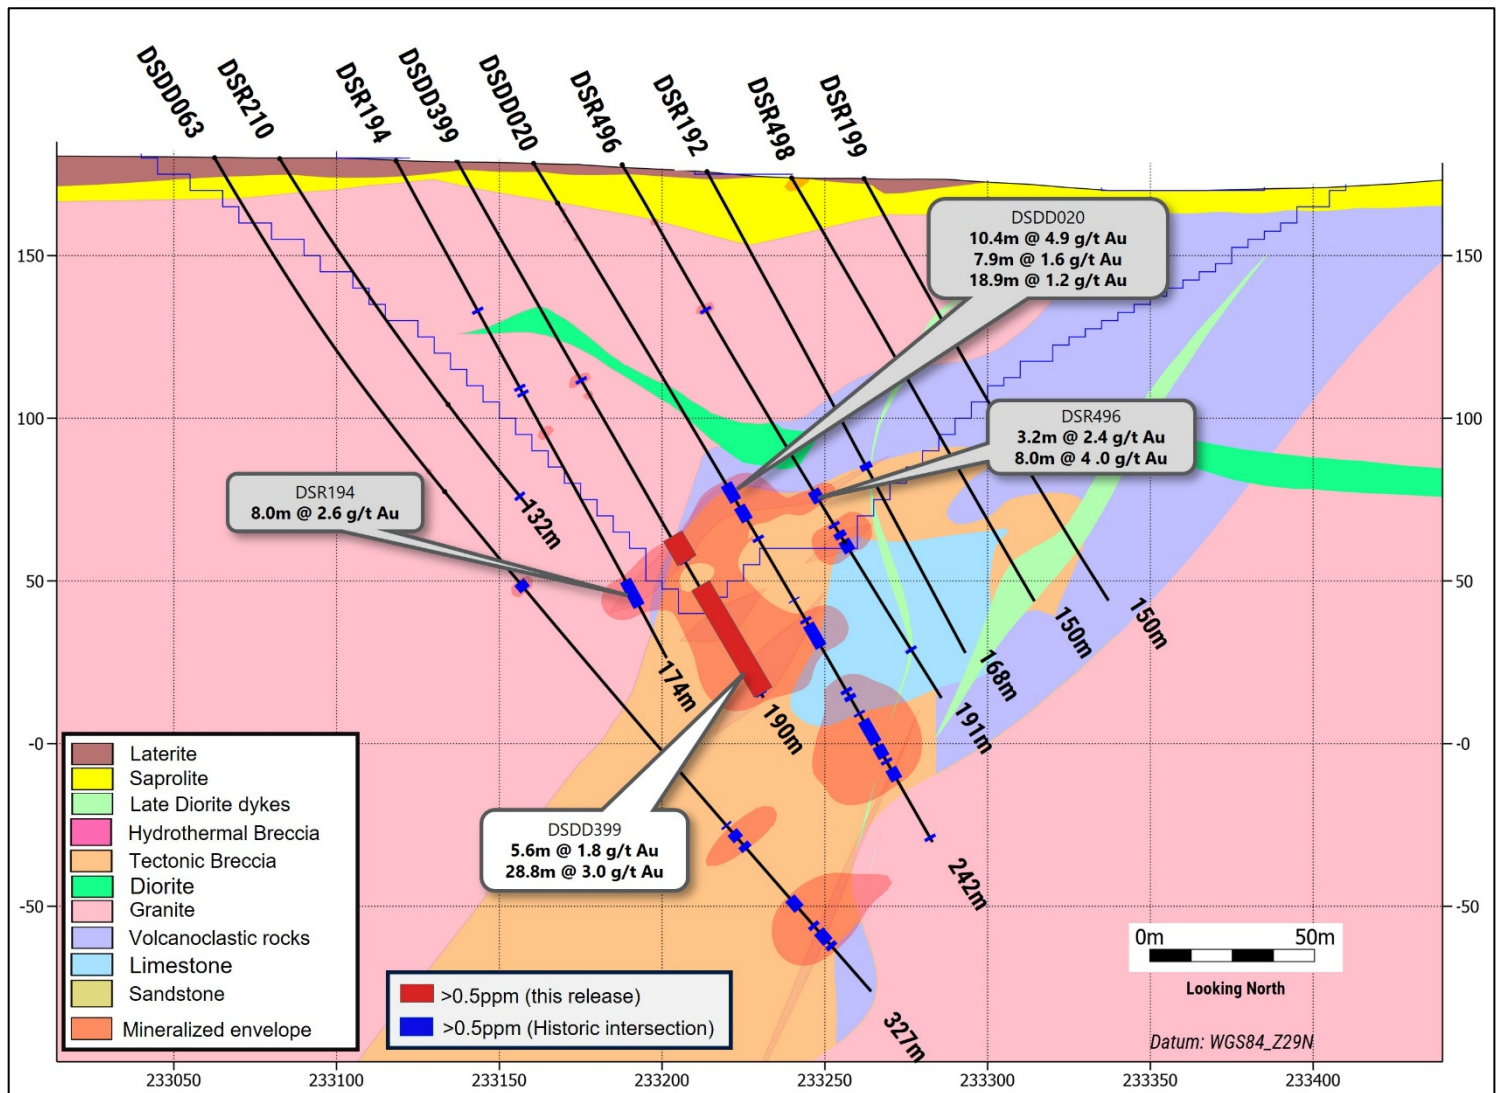 DSDD063
DSR210
DSR194
DSDD399
DSDD020
DSR496
DSR192
DSR498
DSR199
DSDD020
10.4m @ 4.9 g/t Au
7.9m @ 1.6 g/t Au
18.9m @ 1.2 g/t Au
150
150
100
100
DSR496
3.2m @ 2.4 g/t Au
8.0m @ 4 .0 g/t Au
DSR194
8.0m @ 2.6 g/t Au
132m
50
50
150m
150m
168m
174m
190m
191m
-0
-0
DSDD399
5.6m @ 1.8 g/t Au
28.8m @ 3.0 g/t Au
242m
-50
-50
327m
Laterite
Saprolite
Late Diorite dykes
Hydrothermal Breccia
Tectonic Breccia
Diorite
Granite
Volcanoclastic rocks
Limestone
Sandstone
Mineralized envelope
>0.5ppm (this release)
>0.5ppm (Historic intersection)
0m 50m
Looking North
Datum: WGS84_Z29N
233050 233100 233150 233200 233250 233300 233350 233400